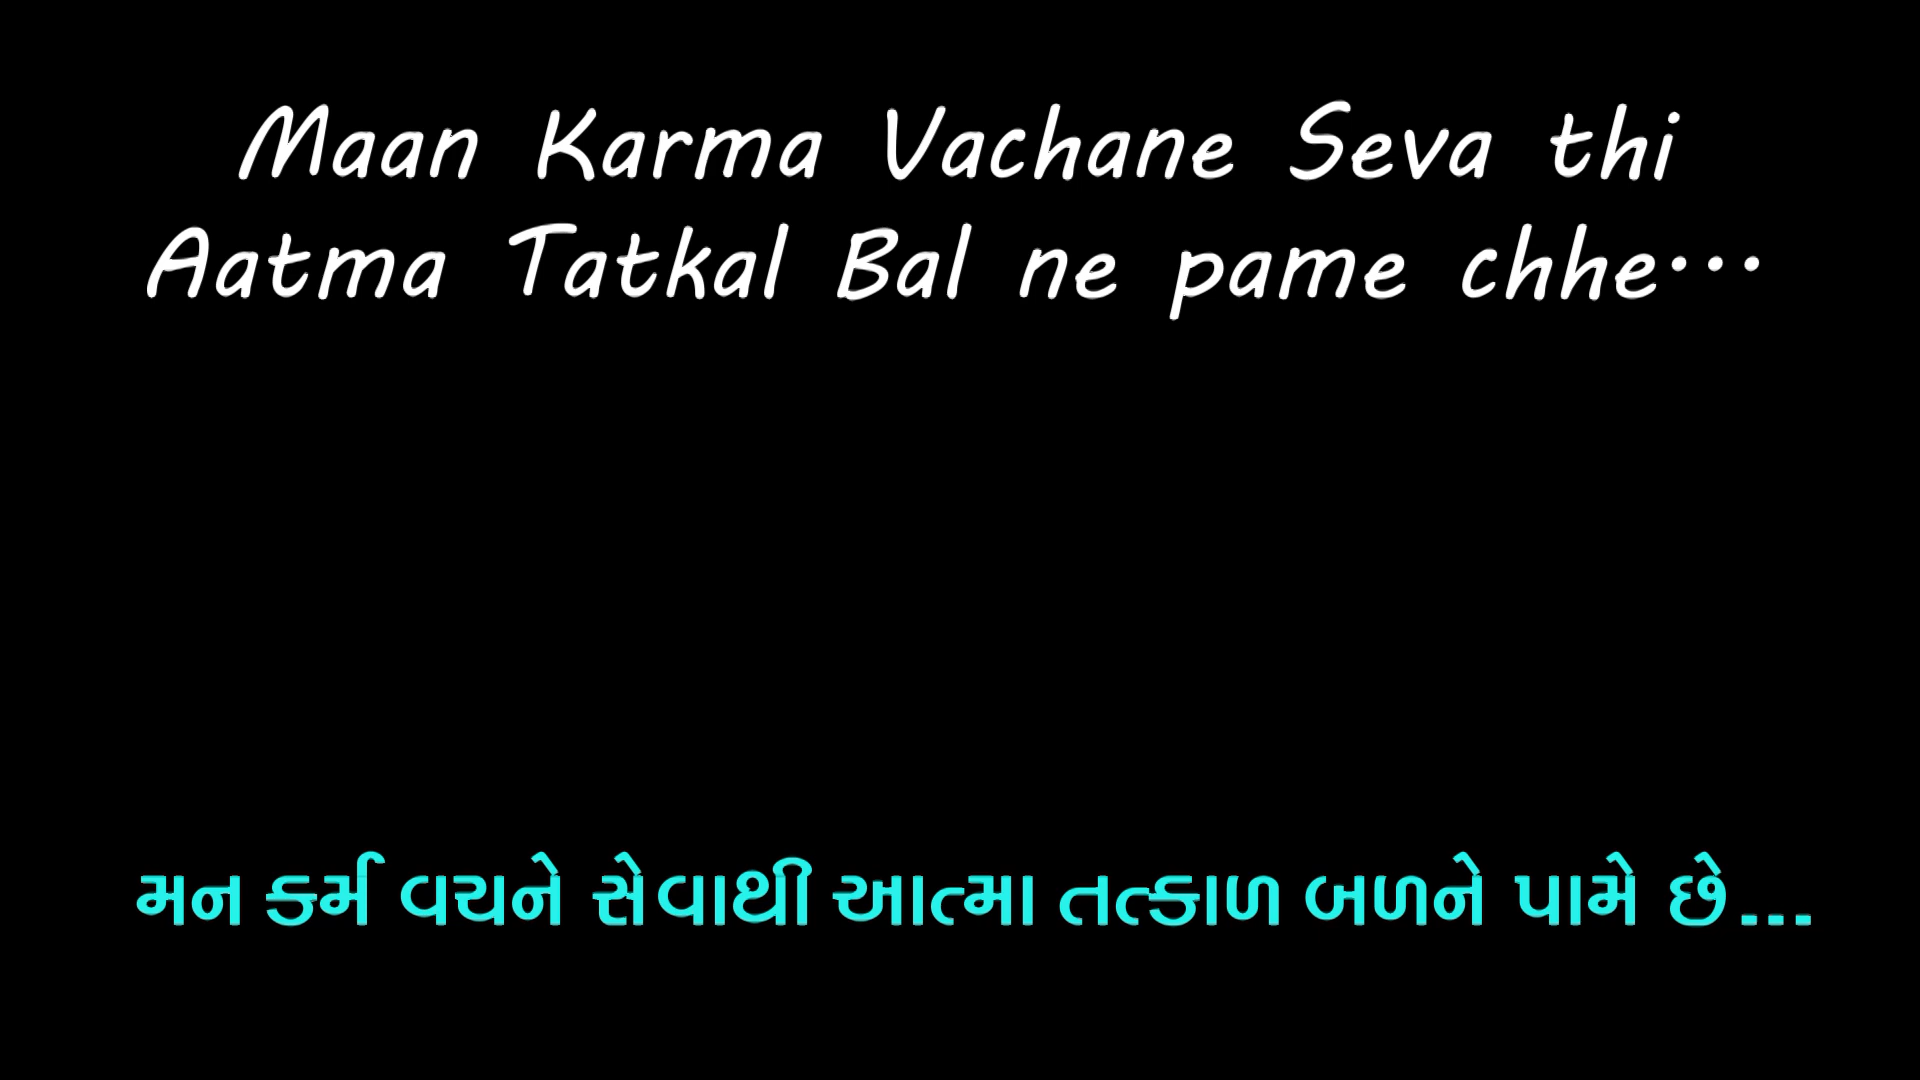 Maan Karma Vachane Seva thi
Aatma Tatkal Bal ne pame chhe...
મન કર્મ વચને સેવાથી આત્મા તત્કાળ બળને પામે છે...